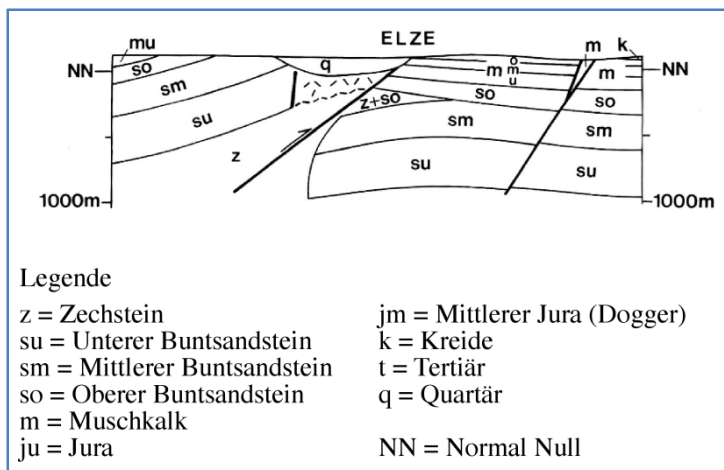 ELZE
mu
q
o
m m
u
m
k
NN
so
m
NN
sm
z+so
so
so
su
sm
sm
z
su
su
1000m
1000m
Legende
z = Zechstein
su = Unterer Buntsandstein
sm = Mittlerer Buntsandstein
so = Oberer Buntsandstein
m = Muschkalk
ju = Jura
jm = Mittlerer Jura (Dogger)
k = Kreide
t = Tertiär
q = Quartär
NN = Normal Null